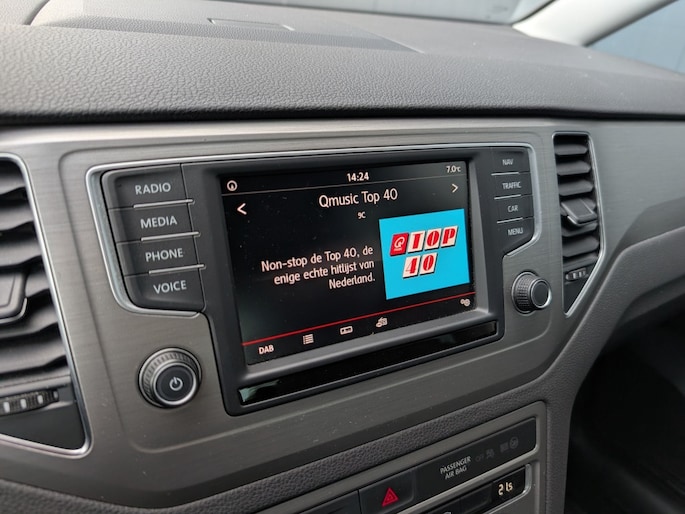 14:24
7.0°C
Qmusic Top 40
9C
Non-stop de Top 40, de
enige echte hitlijst van
Nederland.
TOP
40
DAB
RADIO
MEDIA
PHONE
VOICE
NAV
TRAFFIC
CAR
MENU
PASSENGER
AIR BAG
OFF